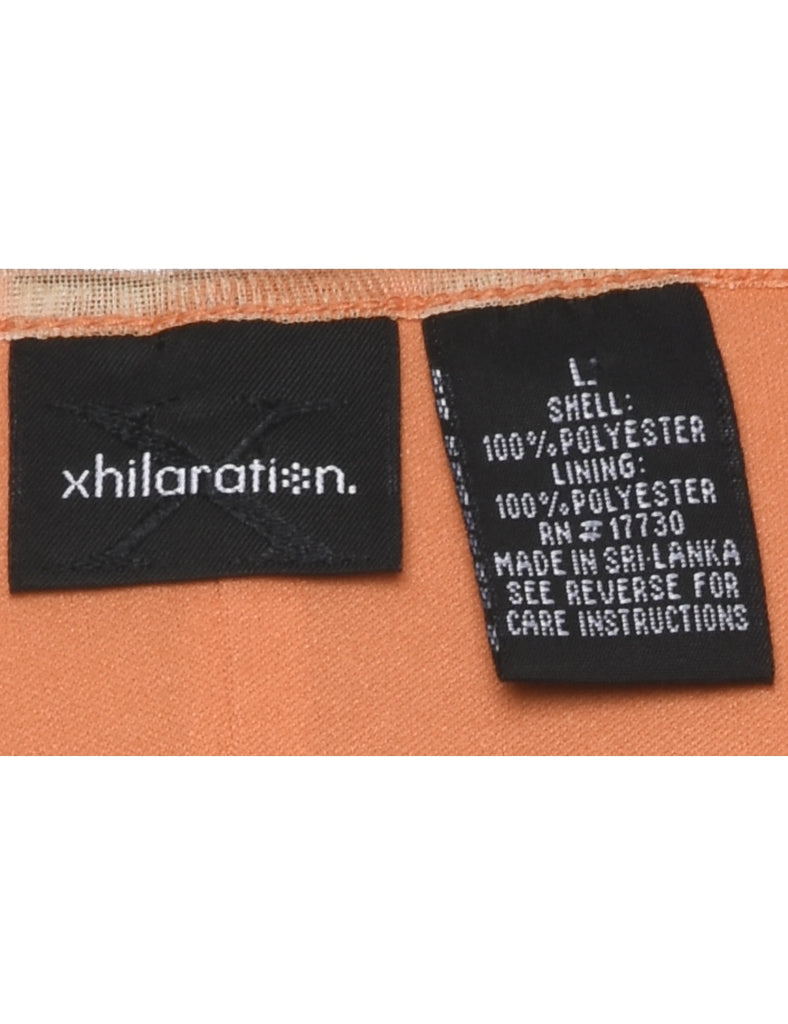 xhilaration.
L
SHELL:
100% POLYESTER
LINING:
100% POLYESTER
RN # 17730
MADE IN SRI-LANKA
SEE REVERSE FOR
CARE INSTRUCTIONS